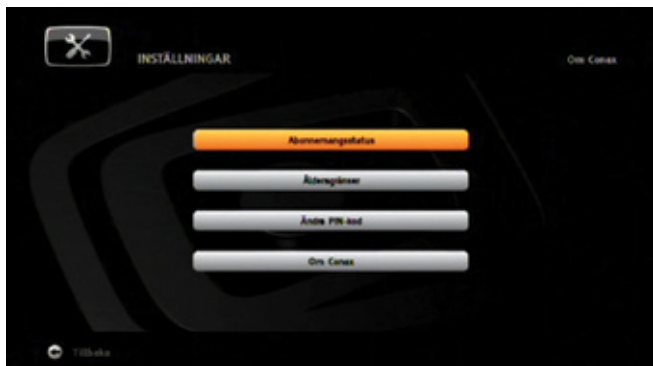 INSTÄLLNINGAR
Om Conax
Abonnemangsstatus
Åldersgränser
Ändra PIN-kod
Om Conax
Tillbaka